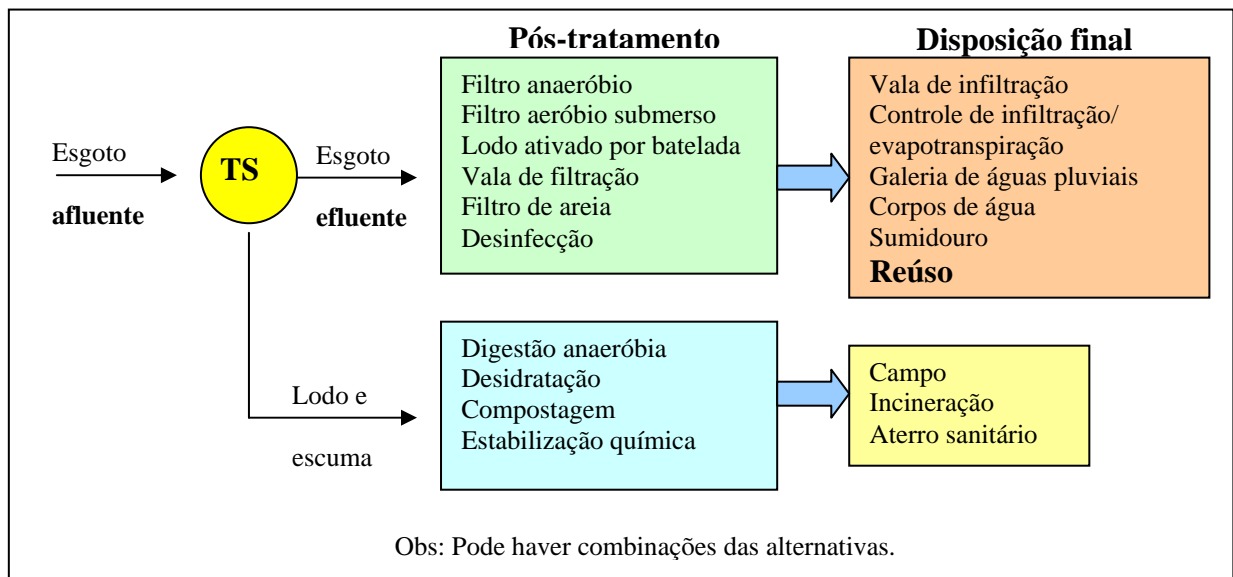 Pós-tratamento
Disposição final
Esgoto
afluente
TS
Esgoto
efluente
Filtro anaeróbio
Filtro aeróbio submerso
Lodo ativado por batelada
Vala de filtração
Filtro de areia
Desinfecção
Vala de infiltração
Controle de infiltração/
evapotranspiração
Galeria de águas pluviais
Corpos de água
Sumidouro
Reúso
Lodo e
escuma
Digestão anaeróbia
Desidratação
Compostagem
Estabilização química
Campo
Incineração
Aterro sanitário
Obs: Pode haver combinações das alternativas.